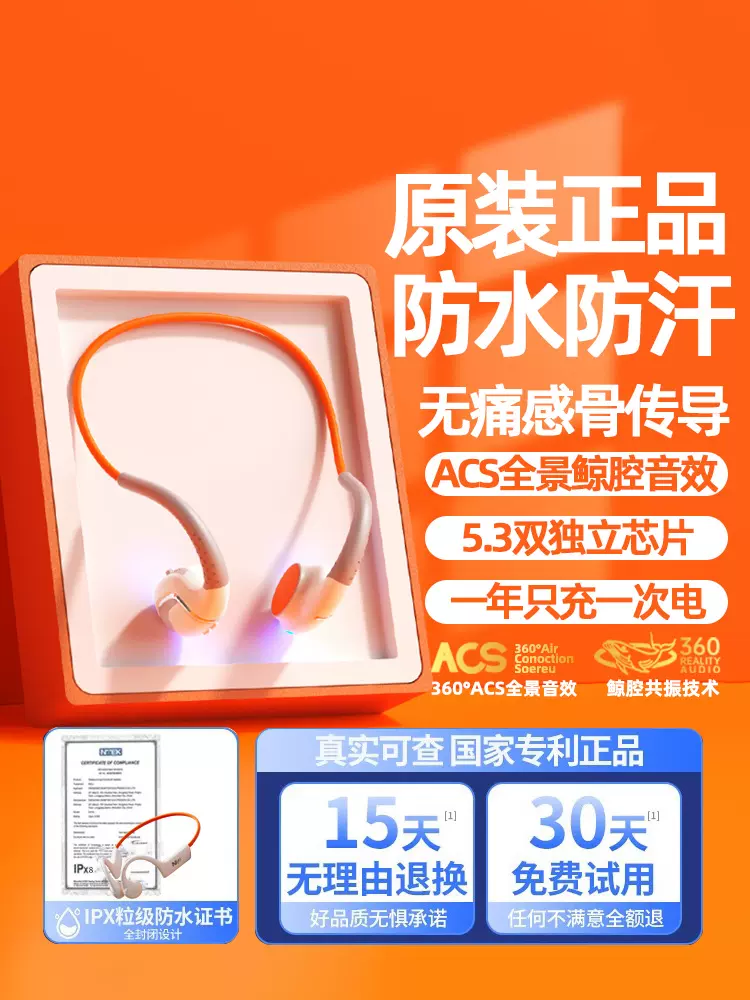 原装正品
防水防汗
无痛感骨传导
ACS全景鲸腔音效
5.3双独立芯片
一年只充一次电
ACS 360°Air Conoction Soereu
360 REALITY AUDIO
360°ACS全景音效
鲸腔共振技术
CERTIFICATE OF COMPLIANCE
IPX8
IPX粒级防水证书
全封闭设计
真实可查 国家专利正品
15天[1]
无理由退换
好品质无惧承诺
30天[1]
免费试用
任何不满意全额退